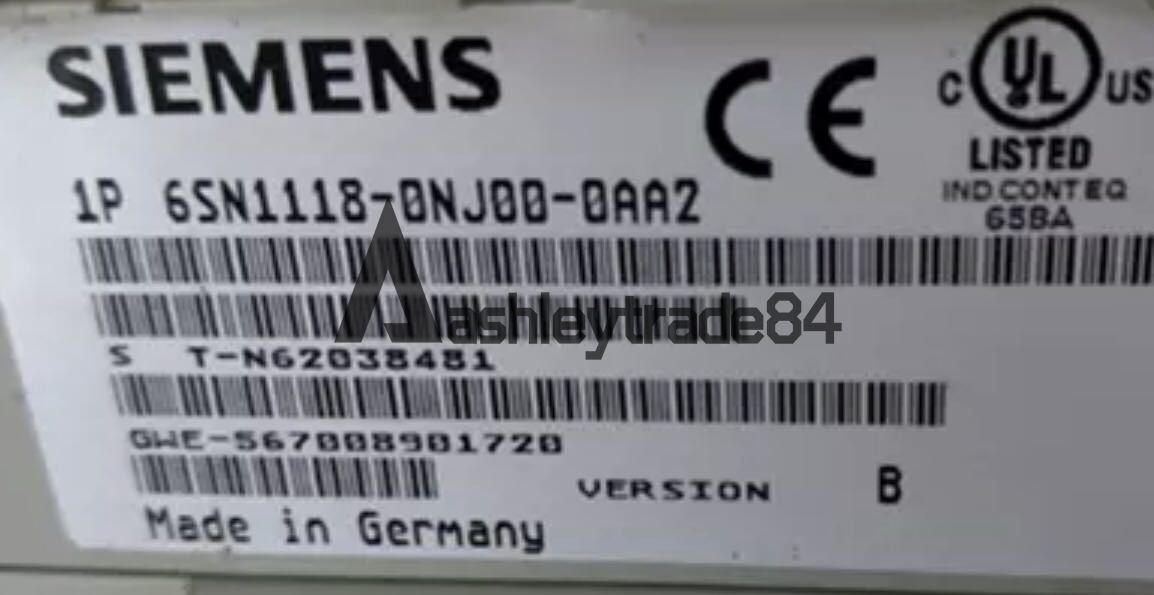 SIEMENS
CE
C UL US
LISTED
IND.CONT.EQ
65BA
1P 6SN1118-0NJ00-0AA2
Aashleytrade84
S T-N62038481
GWE-567008901720
VERSION B
Made in Germany